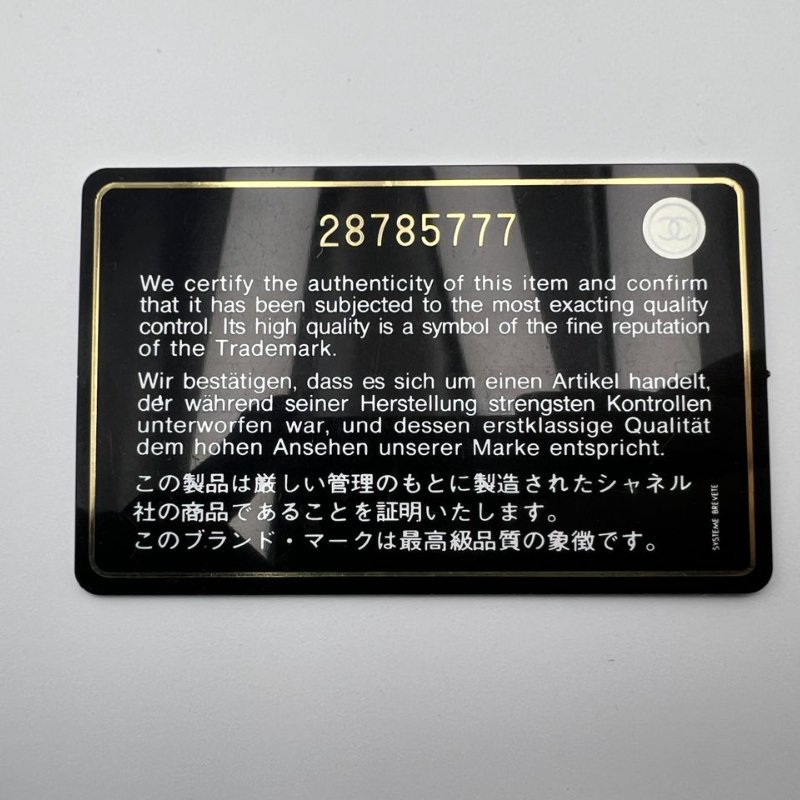 28785777
We certify the authenticity of this item and confirm
that it has been subjected to the most exacting quality
control. Its high quality is a symbol of the fine reputation
of the Trademark.
Wir bestätigen, dass es sich um einen Artikel handelt,
der während seiner Herstellung strengsten Kontrollen
unterworfen war, und dessen erstklassige Qualität
dem hohen Ansehen unserer Marke entspricht.
この製品は厳しい管理のもとに製造されたシャネル
社の商品であることを証明いたします。
このブランド・マークは最高級品質の象徴です。
SYSTEME BREVETE